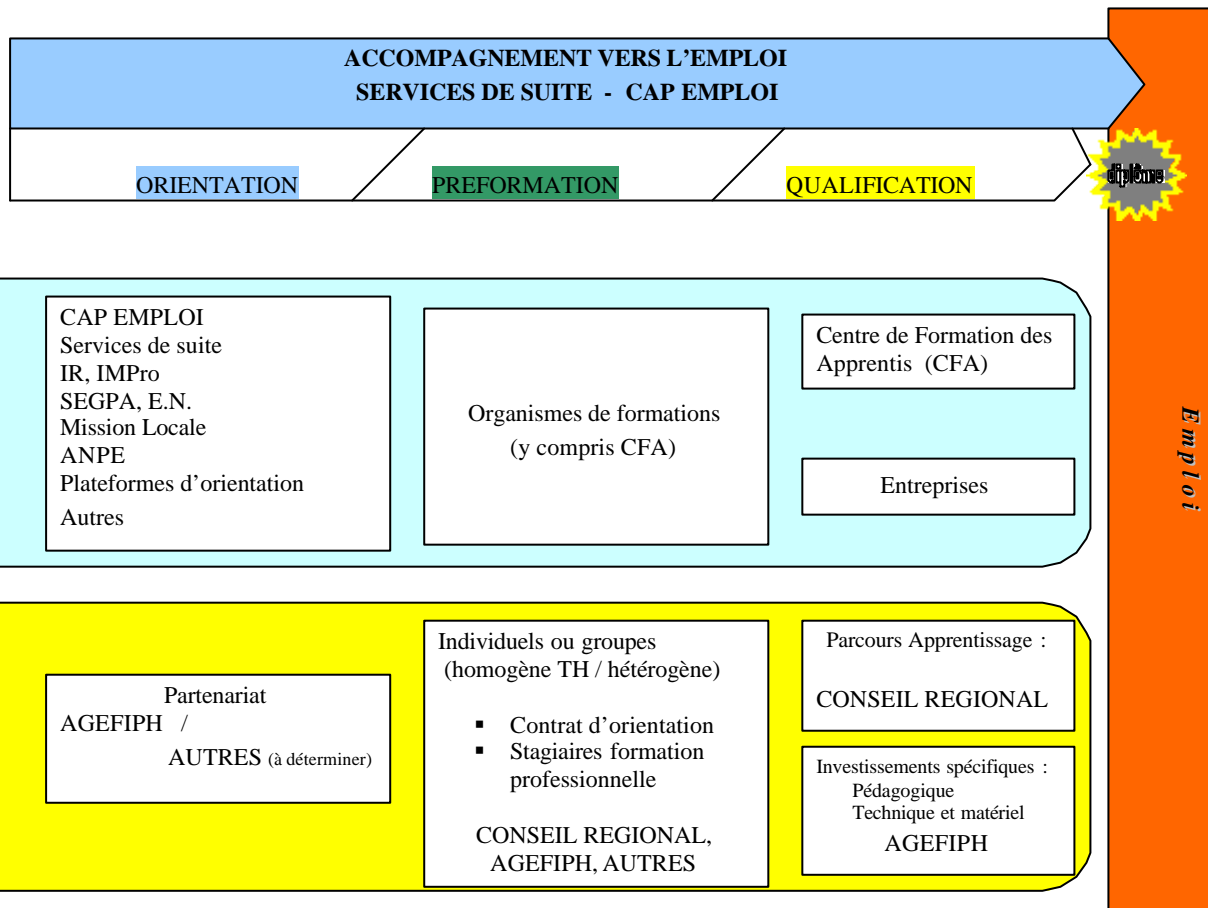 ACCOMPAGNEMENT VERS L’EMPLOI
SERVICES DE SUITE - CAP EMPLOI
ORIENTATION
PREFORMATION
QUALIFICATION
diplôme
CAP EMPLOI
Services de suite
IR, IMPro
SEGPA, E.N.
Mission Locale
ANPE
Plateformes d’orientation
Autres
Organismes de formations
(y compris CFA)
Centre de Formation des
Apprentis (CFA)
Entreprises
Emploi
Partenariat
AGEFIPH /
AUTRES (à déterminer)
Individuels ou groupes
(homogène TH / hétérogène)
▪ Contrat d’orientation
▪ Stagiaires formation
professionnelle
CONSEIL REGIONAL,
AGEFIPH, AUTRES
Parcours Apprentissage :
CONSEIL REGIONAL
Investissements spécifiques :
Pédagogique
Technique et matériel
AGEFIPH